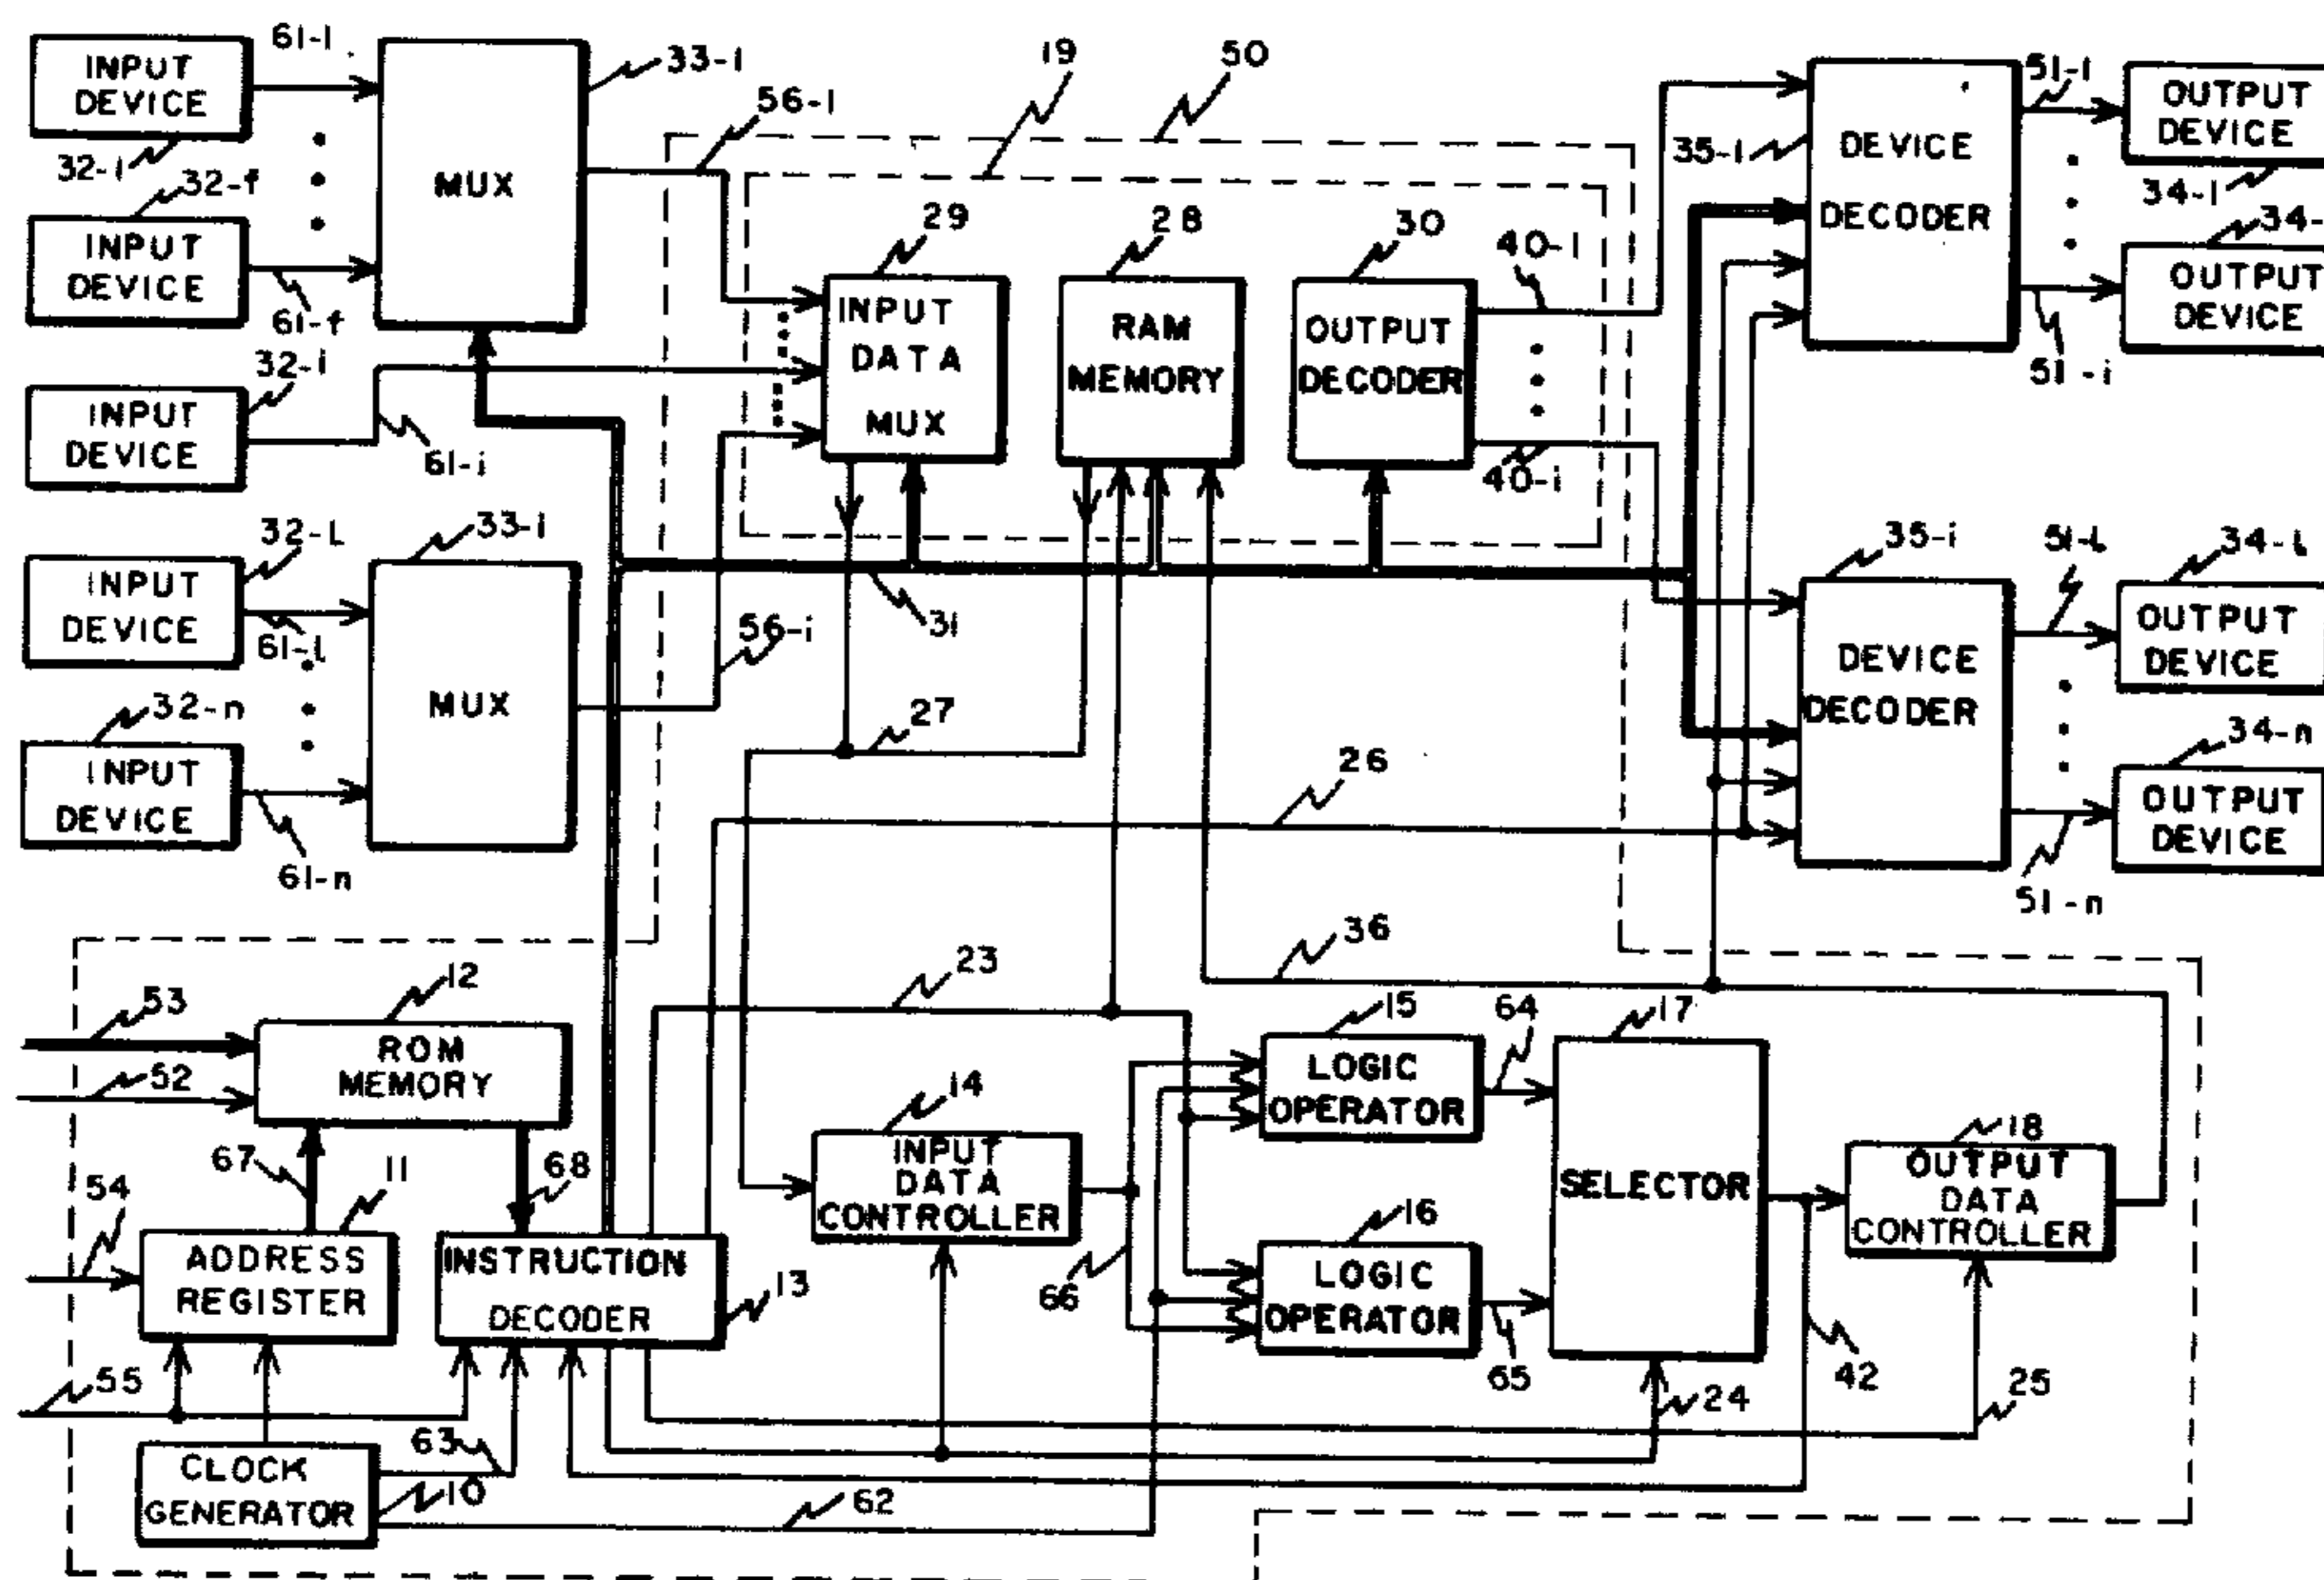 INPUT
DEVICE
61-1
32-1
32-f
INPUT
DEVICE
61-f
MUX
33-1
56-1
19
50
INPUT
DEVICE
32-i
61-i
INPUT
DEVICE
32-L
61-L
33-i
MUX
56-i
32-n
INPUT
DEVICE
61-n
29
INPUT
DATA
MUX
28
RAM
MEMORY
30
OUTPUT
DECODER
40-1
40-i
31
27
26
35-1
DEVICE
DECODER
51-1
OUTPUT
DEVICE
34-1
34-
OUTPUT
DEVICE
51-i
35-i
DEVICE
DECODER
51-L
34-L
OUTPUT
DEVICE
34-n
OUTPUT
DEVICE
51-n
53
52
12
ROM
MEMORY
67
11
68
54
ADDRESS
REGISTER
INSTRUCTION
DECODER
13
55
63
CLOCK
GENERATOR
10
62
23
36
14
INPUT
DATA
CONTROLLER
66
15
LOGIC
OPERATOR
64
16
LOGIC
OPERATOR
65
17
SELECTOR
24
42
25
18
OUTPUT
DATA
CONTROLLER